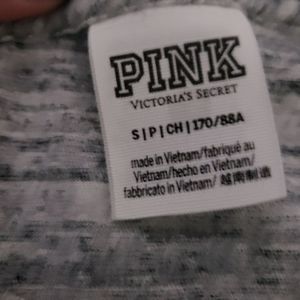 PINK
VICTORIA'S SECRET
S|P|CH|170/88A
made in Vietnam/fabriqué au
Vietnam/hecho en Vietnam/
fabbricato in Vietnam/ 越南制造